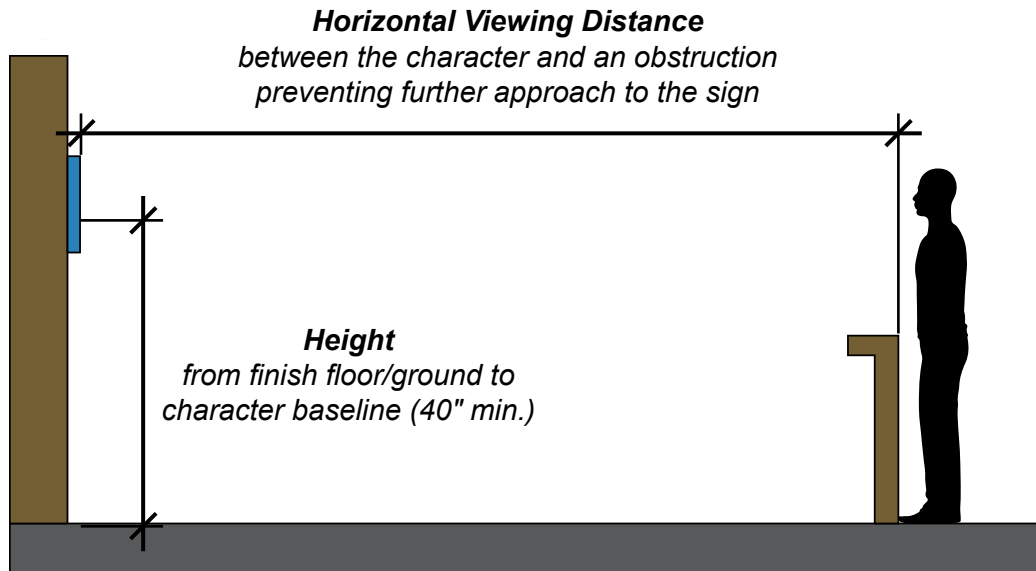 Horizontal Viewing Distance
between the character and an obstruction
preventing further approach to the sign
Height
from finish floor/ground to
character baseline (40" min.)